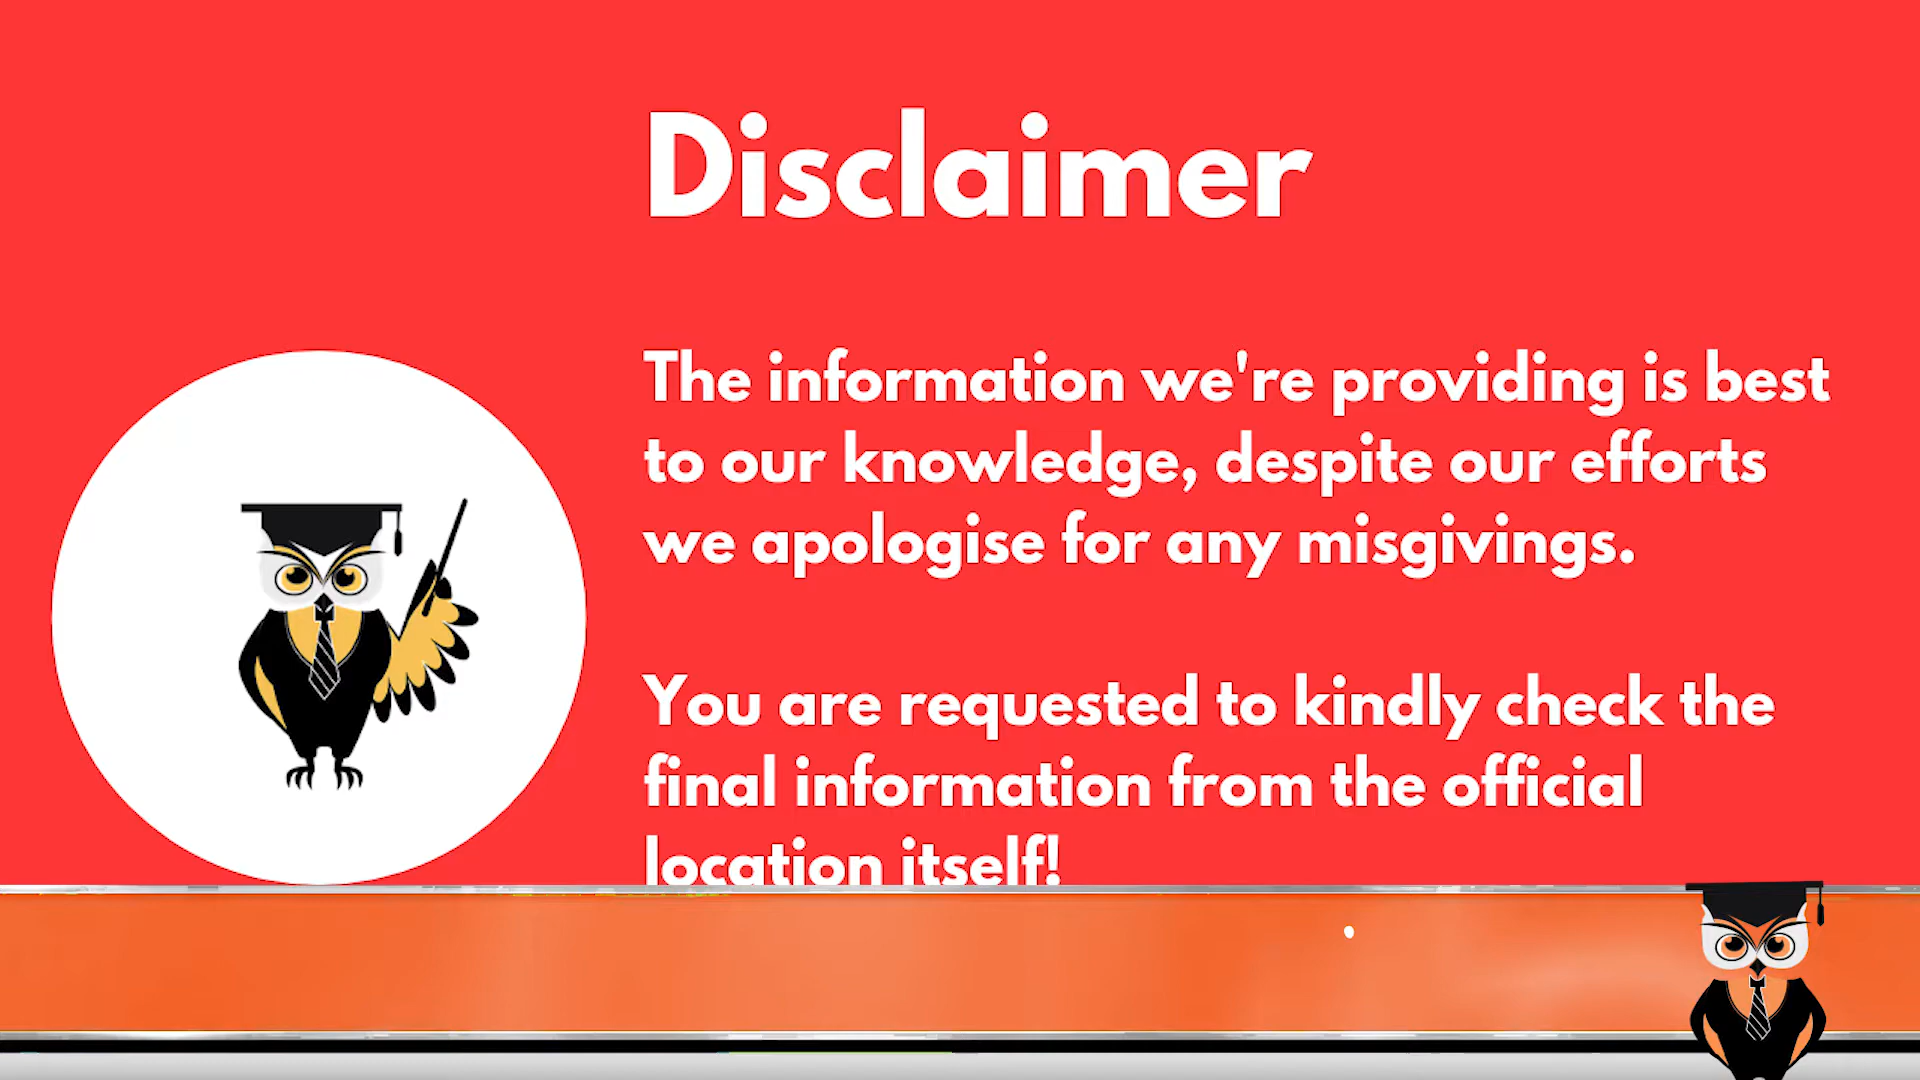 Disclaimer
The information we're providing is best
to our knowledge, despite our efforts
we apologise for any misgivings.
You are requested to kindly check the
final information from the official
location itself!